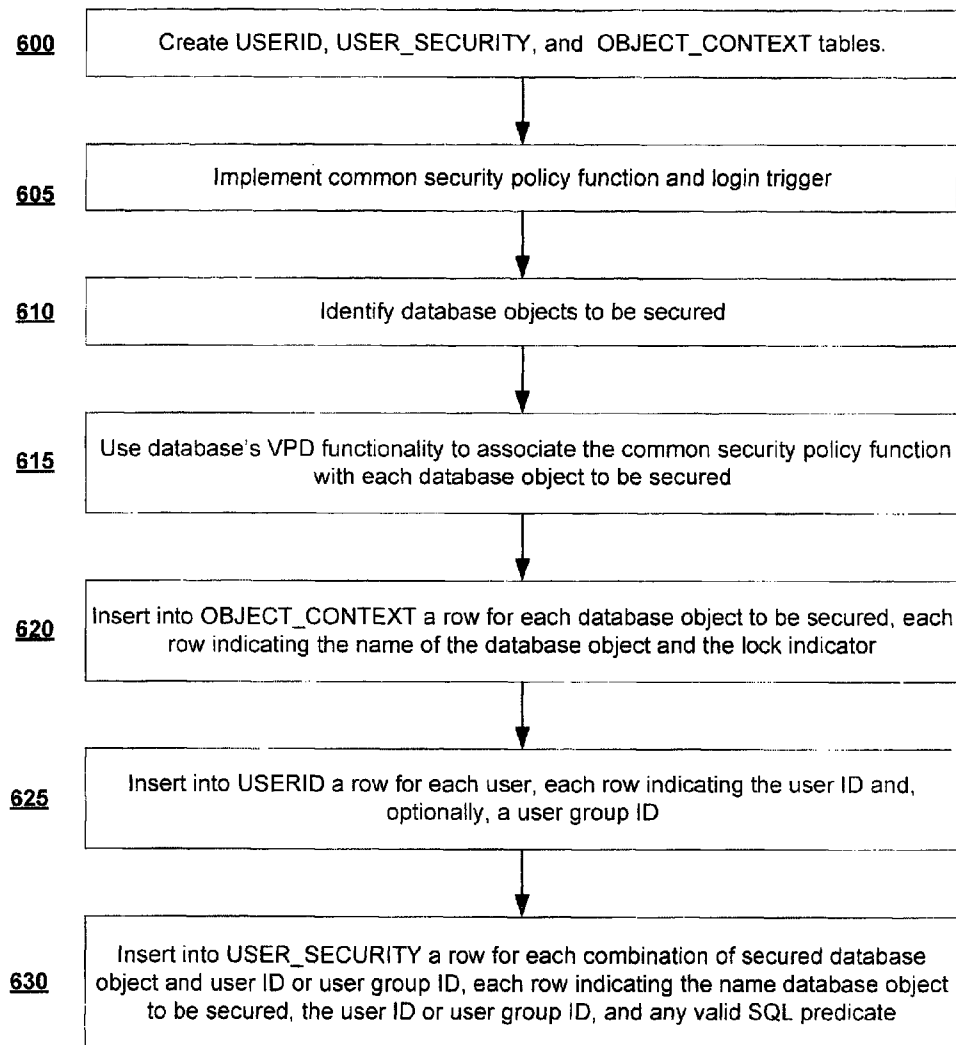 600
Create USERID, USER_SECURITY, and OBJECT_CONTEXT tables.
605
Implement common security policy function and login trigger
610
Identify database objects to be secured
615
Use database's VPD functionality to associate the common security policy function
with each database object to be secured
620
Insert into OBJECT_CONTEXT a row for each database object to be secured, each
row indicating the name of the database object and the lock indicator
625
Insert into USERID a row for each user, each row indicating the user ID and,
optionally, a user group ID
630
Insert into USER_SECURITY a row for each combination of secured database
object and user ID or user group ID, each row indicating the name database object
to be secured, the user ID or user group ID, and any valid SQL predicate